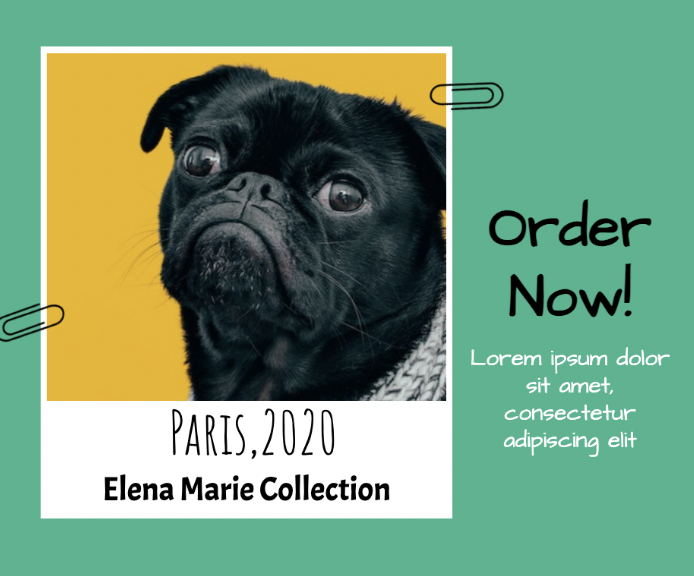 Paris,2020
Elena Marie Collection
Order
Now!
Lorem ipsum dolor
sit amet,
consectetur
adipiscing elit